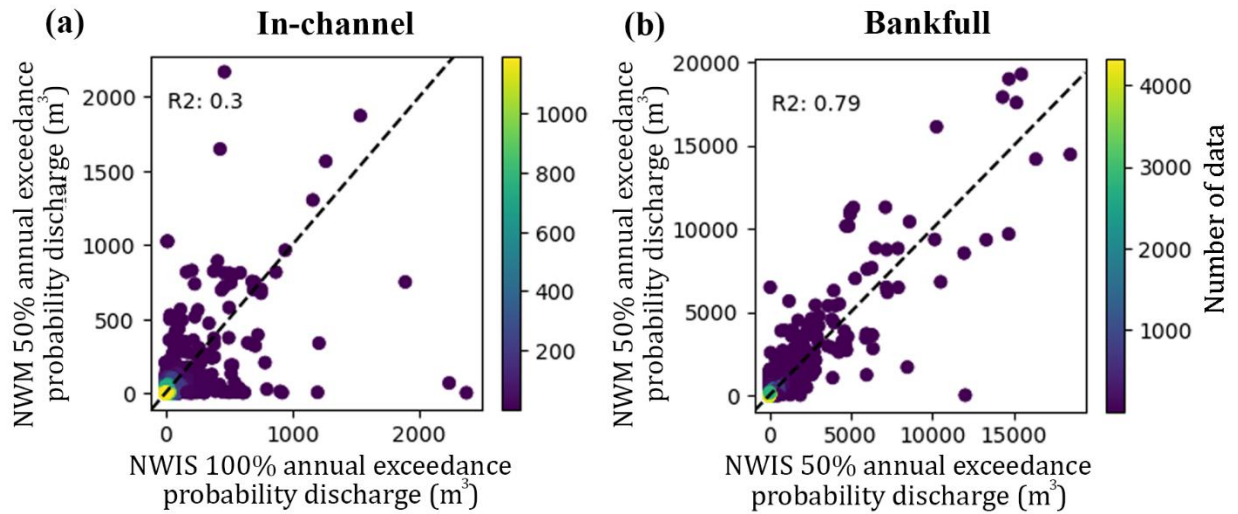 (a) In-channel
NWM 50% annual exceedance
probability discharge (m³)
R2: 0.3
2000
1500
1000
500
0
0 1000 2000
NWIS 100% annual exceedance
probability discharge (m³)
1000
800
600
400
200
(b) Bankfull
NWM 50% annual exceedance
probability discharge (m³)
R2: 0.79
20000
15000
10000
5000
0
0 5000 10000 15000
NWIS 50% annual exceedance
probability discharge (m³)
4000
3000
2000
1000
Number of data